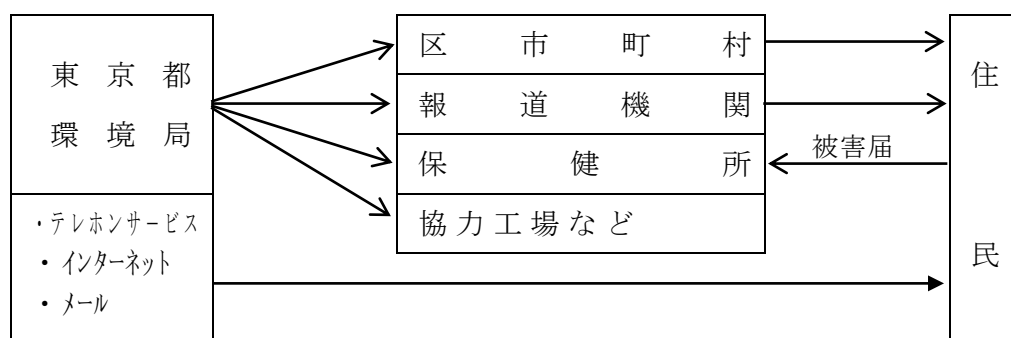 東京都
環境局
・テレホンサービス
・インターネット
・メール
区市町村
報道機関
保健所
協力工場など
被害届
住民